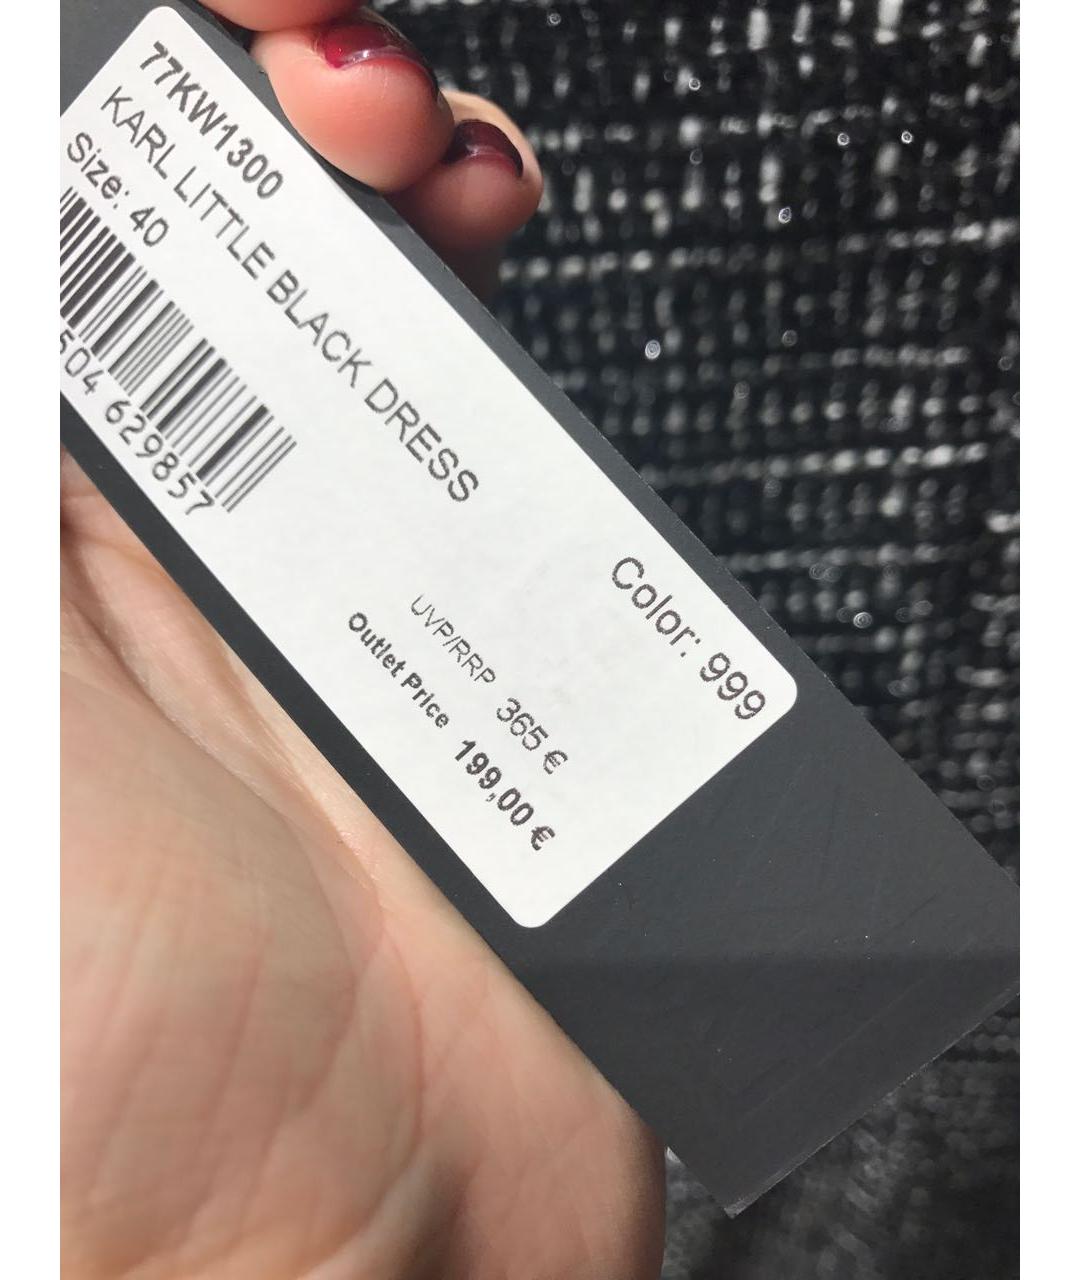 77KW1300
KARL LITTLE BLACK DRESS
Size: 40
Color: 999
504 629857
UVP/RRP 365 €
Outlet Price 199,00 €